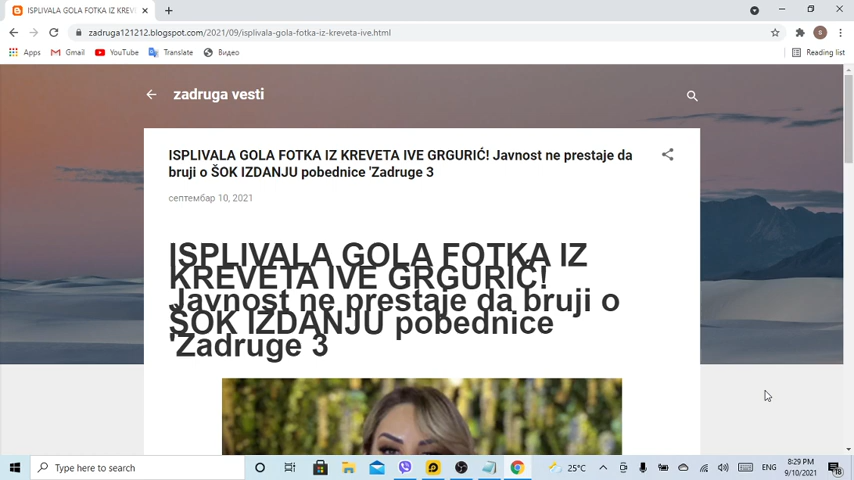 ISPLIVALA GOLA FOTKA IZ KREVE
zadruga121212.blogspot.com/2021/09/isplivala-gola-fotka-iz-kreveta-ive.html
Apps Gmail YouTube Translate Видео Reading list
zadruga vesti
ISPLIVALA GOLA FOTKA IZ KREVETA IVE GRGURIĆ! Javnost ne prestaje da
bruji o ŠOK IZDANJU pobednice 'Zadruge 3
септембар 10, 2021
ISPLIVALA GOLA FOTKA IZ
KREVETA IVE GRGURIĆ!
Javnost ne prestaje da bruji o
ŠOK IZDANJU pobednice
'Zadruge 3
Type here to search
25°C
ENG
8:29 PM
9/10/2021
18